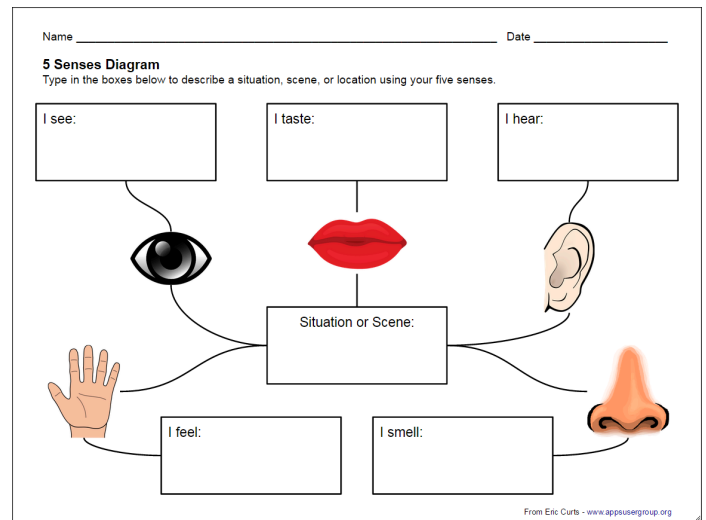 Name Date
5 Senses Diagram
Type in the boxes below to describe a situation, scene, or location using your five senses.
I see: I taste: I hear:
Situation or Scene:
I feel: I smell:
From Eric Curts - www.appsusergroup.org